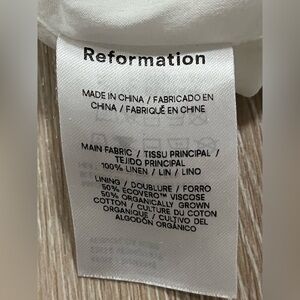 Reformation
MADE IN CHINA / FABRICADO EN
CHINA / FABRIQUÉ EN CHINE
MAIN FABRIC / TISSU PRINCIPAL /
TEJIDO PRINCIPAL
100% LINEN / LIN / LINO
LINING / DOUBLURE / FORRO
50% ECOVERO™ VISCOSE
50% ORGANICALLY GROWN
COTTON / CULTURE DU COTON
ORGANIQUE / CULTIVO DEL
ALGODÓN ORGÁNICO